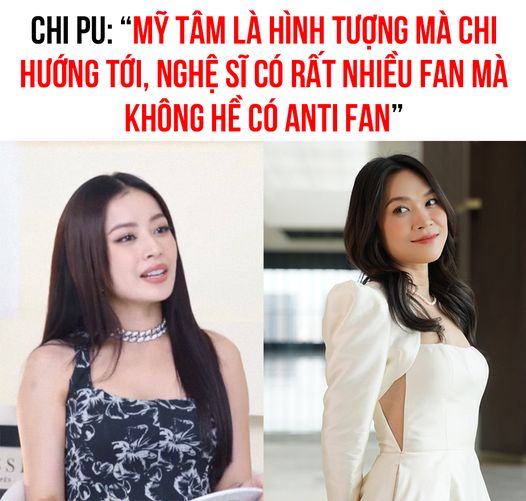 CHI PU: “MỸ TÂM LÀ HÌNH TƯỢNG MÀ CHI
HƯỚNG TỚI, NGHỆ SĨ CÓ RẤT NHIỀU FAN MÀ
KHÔNG HỀ CÓ ANTI FAN”